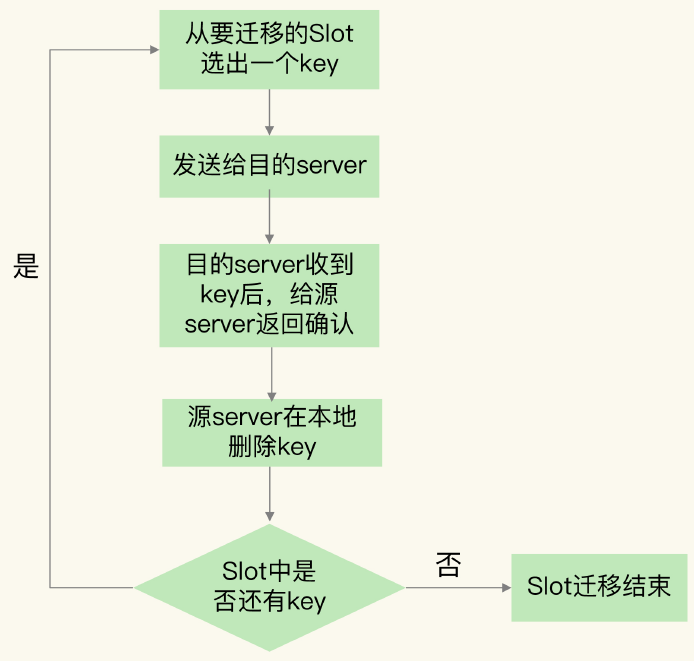 从要迁移的Slot
选出一个key
发送给目的server
是
目的server收到
key后，给源
server返回确认
源server在本地
删除key
Slot中是
否还有key
否
Slot迁移结束